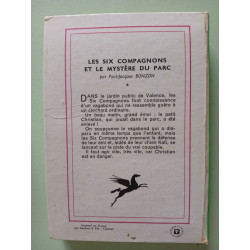 LES SIX COMPAGNONS
ET LE MYSTÈRE DU PARC
par Paul-Jacques BONZON
DANS le jardin public de Valence, les
Six Compagnons font connaissance
d'un vagabond qui ne ressemble guère à
un clochard ordinaire.
Un beau matin, grand émoi : le petit
Christian, qui jouait dans le parc, a été
enlevé !
On soupçonne le vagabond qui a dis-
paru en même temps que l'enfant; mais
les Six Compagnons prennent la défense
de leur ami et, aidés de leur chien Kafi, se
lancent sur la piste du vrai coupable.
Il faut agir vite, très vite, car Christian
est en danger.